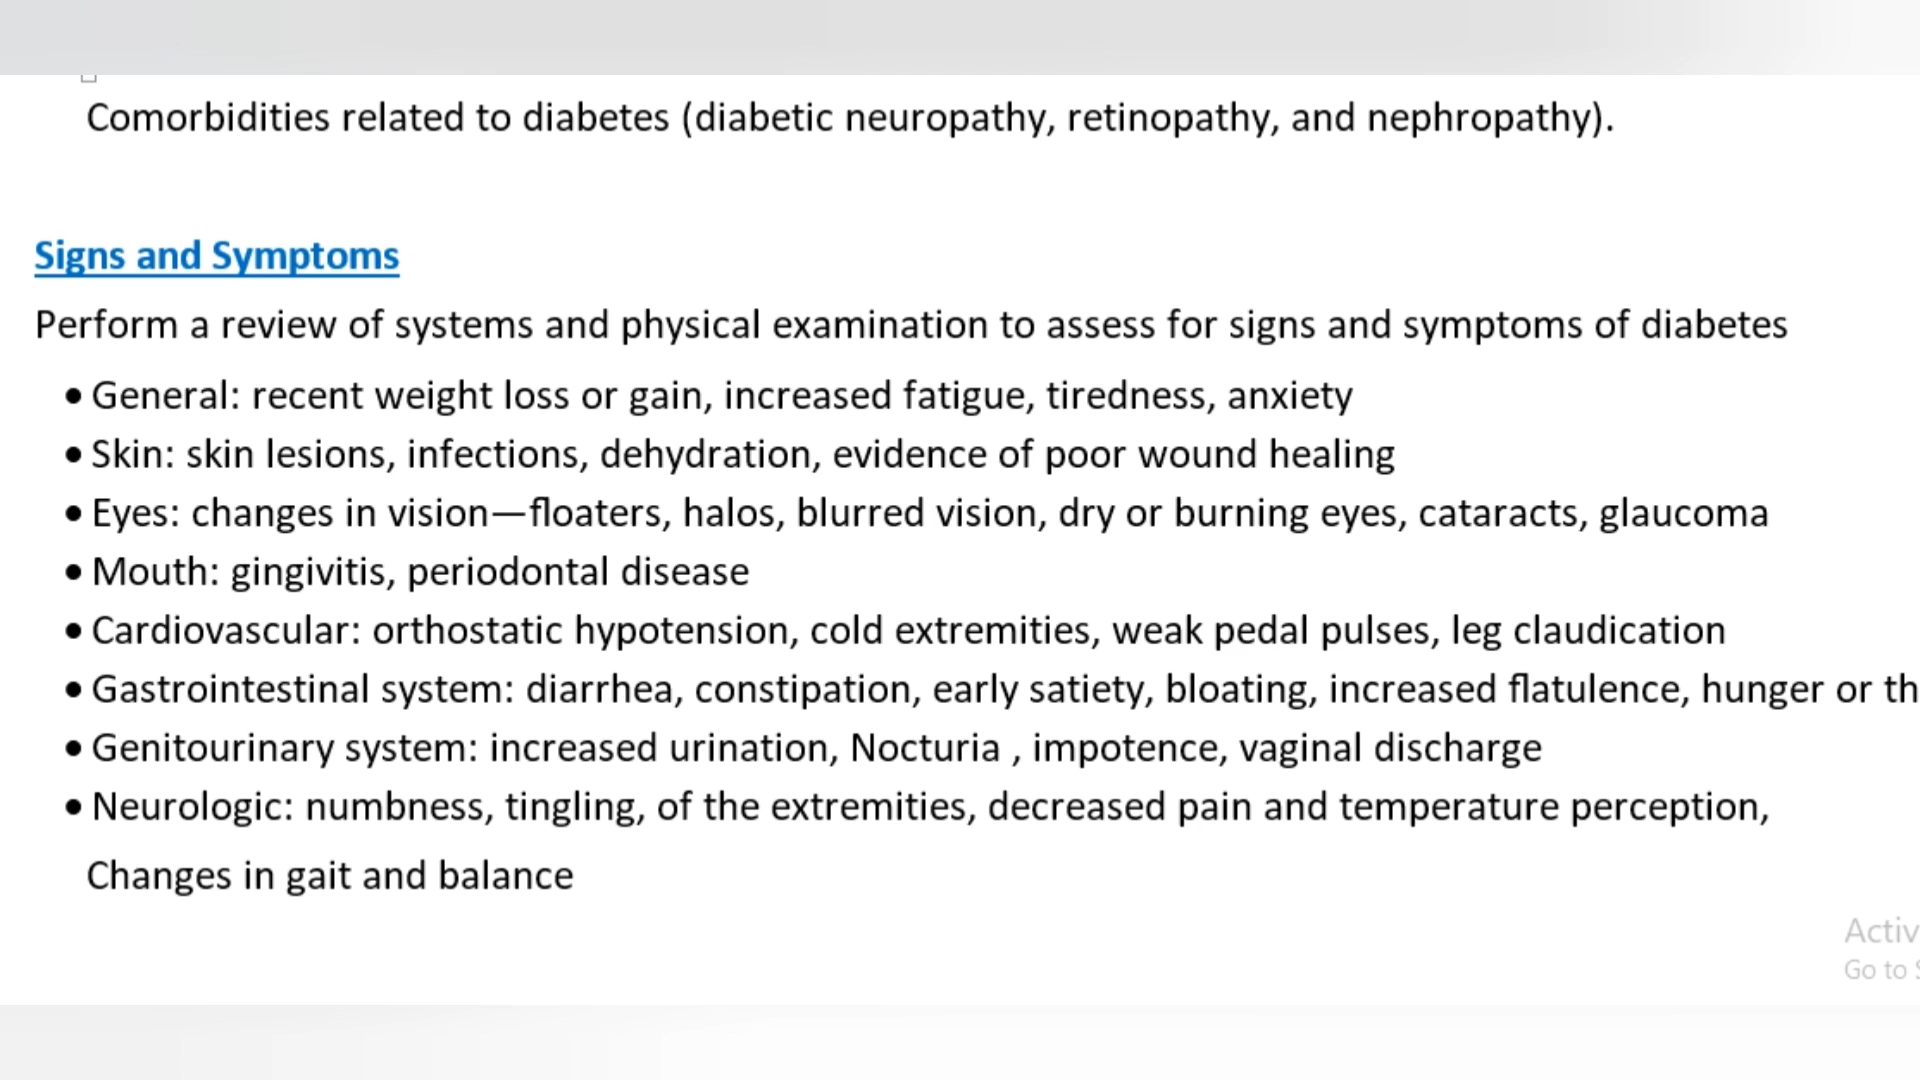 Comorbidities related to diabetes (diabetic neuropathy, retinopathy, and nephropathy).
Signs and Symptoms
Perform a review of systems and physical examination to assess for signs and symptoms of diabetes
• General: recent weight loss or gain, increased fatigue, tiredness, anxiety
• Skin: skin lesions, infections, dehydration, evidence of poor wound healing
• Eyes: changes in vision—floaters, halos, blurred vision, dry or burning eyes, cataracts, glaucoma
• Mouth: gingivitis, periodontal disease
• Cardiovascular: orthostatic hypotension, cold extremities, weak pedal pulses, leg claudication
• Gastrointestinal system: diarrhea, constipation, early satiety, bloating, increased flatulence, hunger or
• Genitourinary system: increased urination, Nocturia , impotence, vaginal discharge
• Neurologic: numbness, tingling, of the extremities, decreased pain and temperature perception,
Changes in gait and balance
Go to